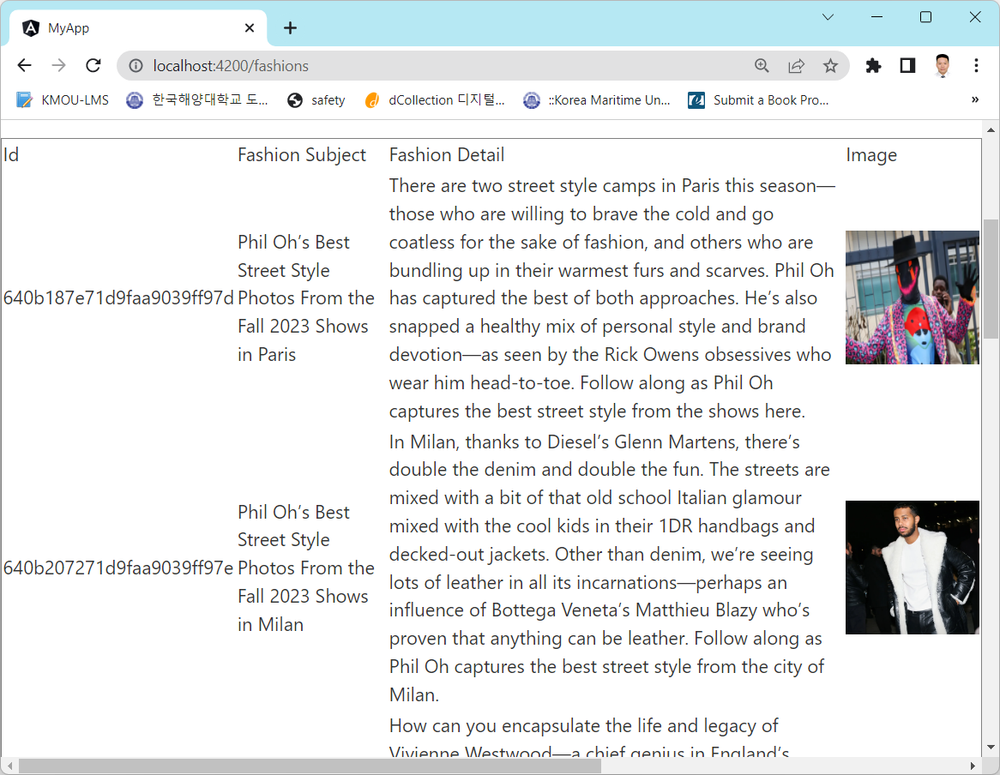 MyApp
localhost:4200/fashions
KMOU-LMS
한국해양대학교 도...
safety
dCollection 디지털...
::Korea Maritime Un...
Submit a Book Pro...
»
Id
Fashion Subject
Fashion Detail
Image
640b187e71d9faa9039ff97d
Phil Oh’s Best
Street Style
Photos From the
Fall 2023 Shows
in Paris
There are two street style camps in Paris this season—
those who are willing to brave the cold and go
coatless for the sake of fashion, and others who are
bundling up in their warmest furs and scarves. Phil Oh
has captured the best of both approaches. He’s also
snapped a healthy mix of personal style and brand
devotion—as seen by the Rick Owens obsessives who
wear him head-to-toe. Follow along as Phil Oh
captures the best street style from the shows here.
640b207271d9faa9039ff97e
Phil Oh’s Best
Street Style
Photos From the
Fall 2023 Shows
in Milan
In Milan, thanks to Diesel’s Glenn Martens, there’s
double the denim and double the fun. The streets are
mixed with a bit of that old school Italian glamour
mixed with the cool kids in their 1DR handbags and
decked-out jackets. Other than denim, we’re seeing
lots of leather in all its incarnations—perhaps an
influence of Bottega Veneta’s Matthieu Blazy who’s
proven that anything can be leather. Follow along as
Phil Oh captures the best street style from the city of
Milan.
How can you encapsulate the life and legacy of
Vivienne Westwood—a chief genius in England’s